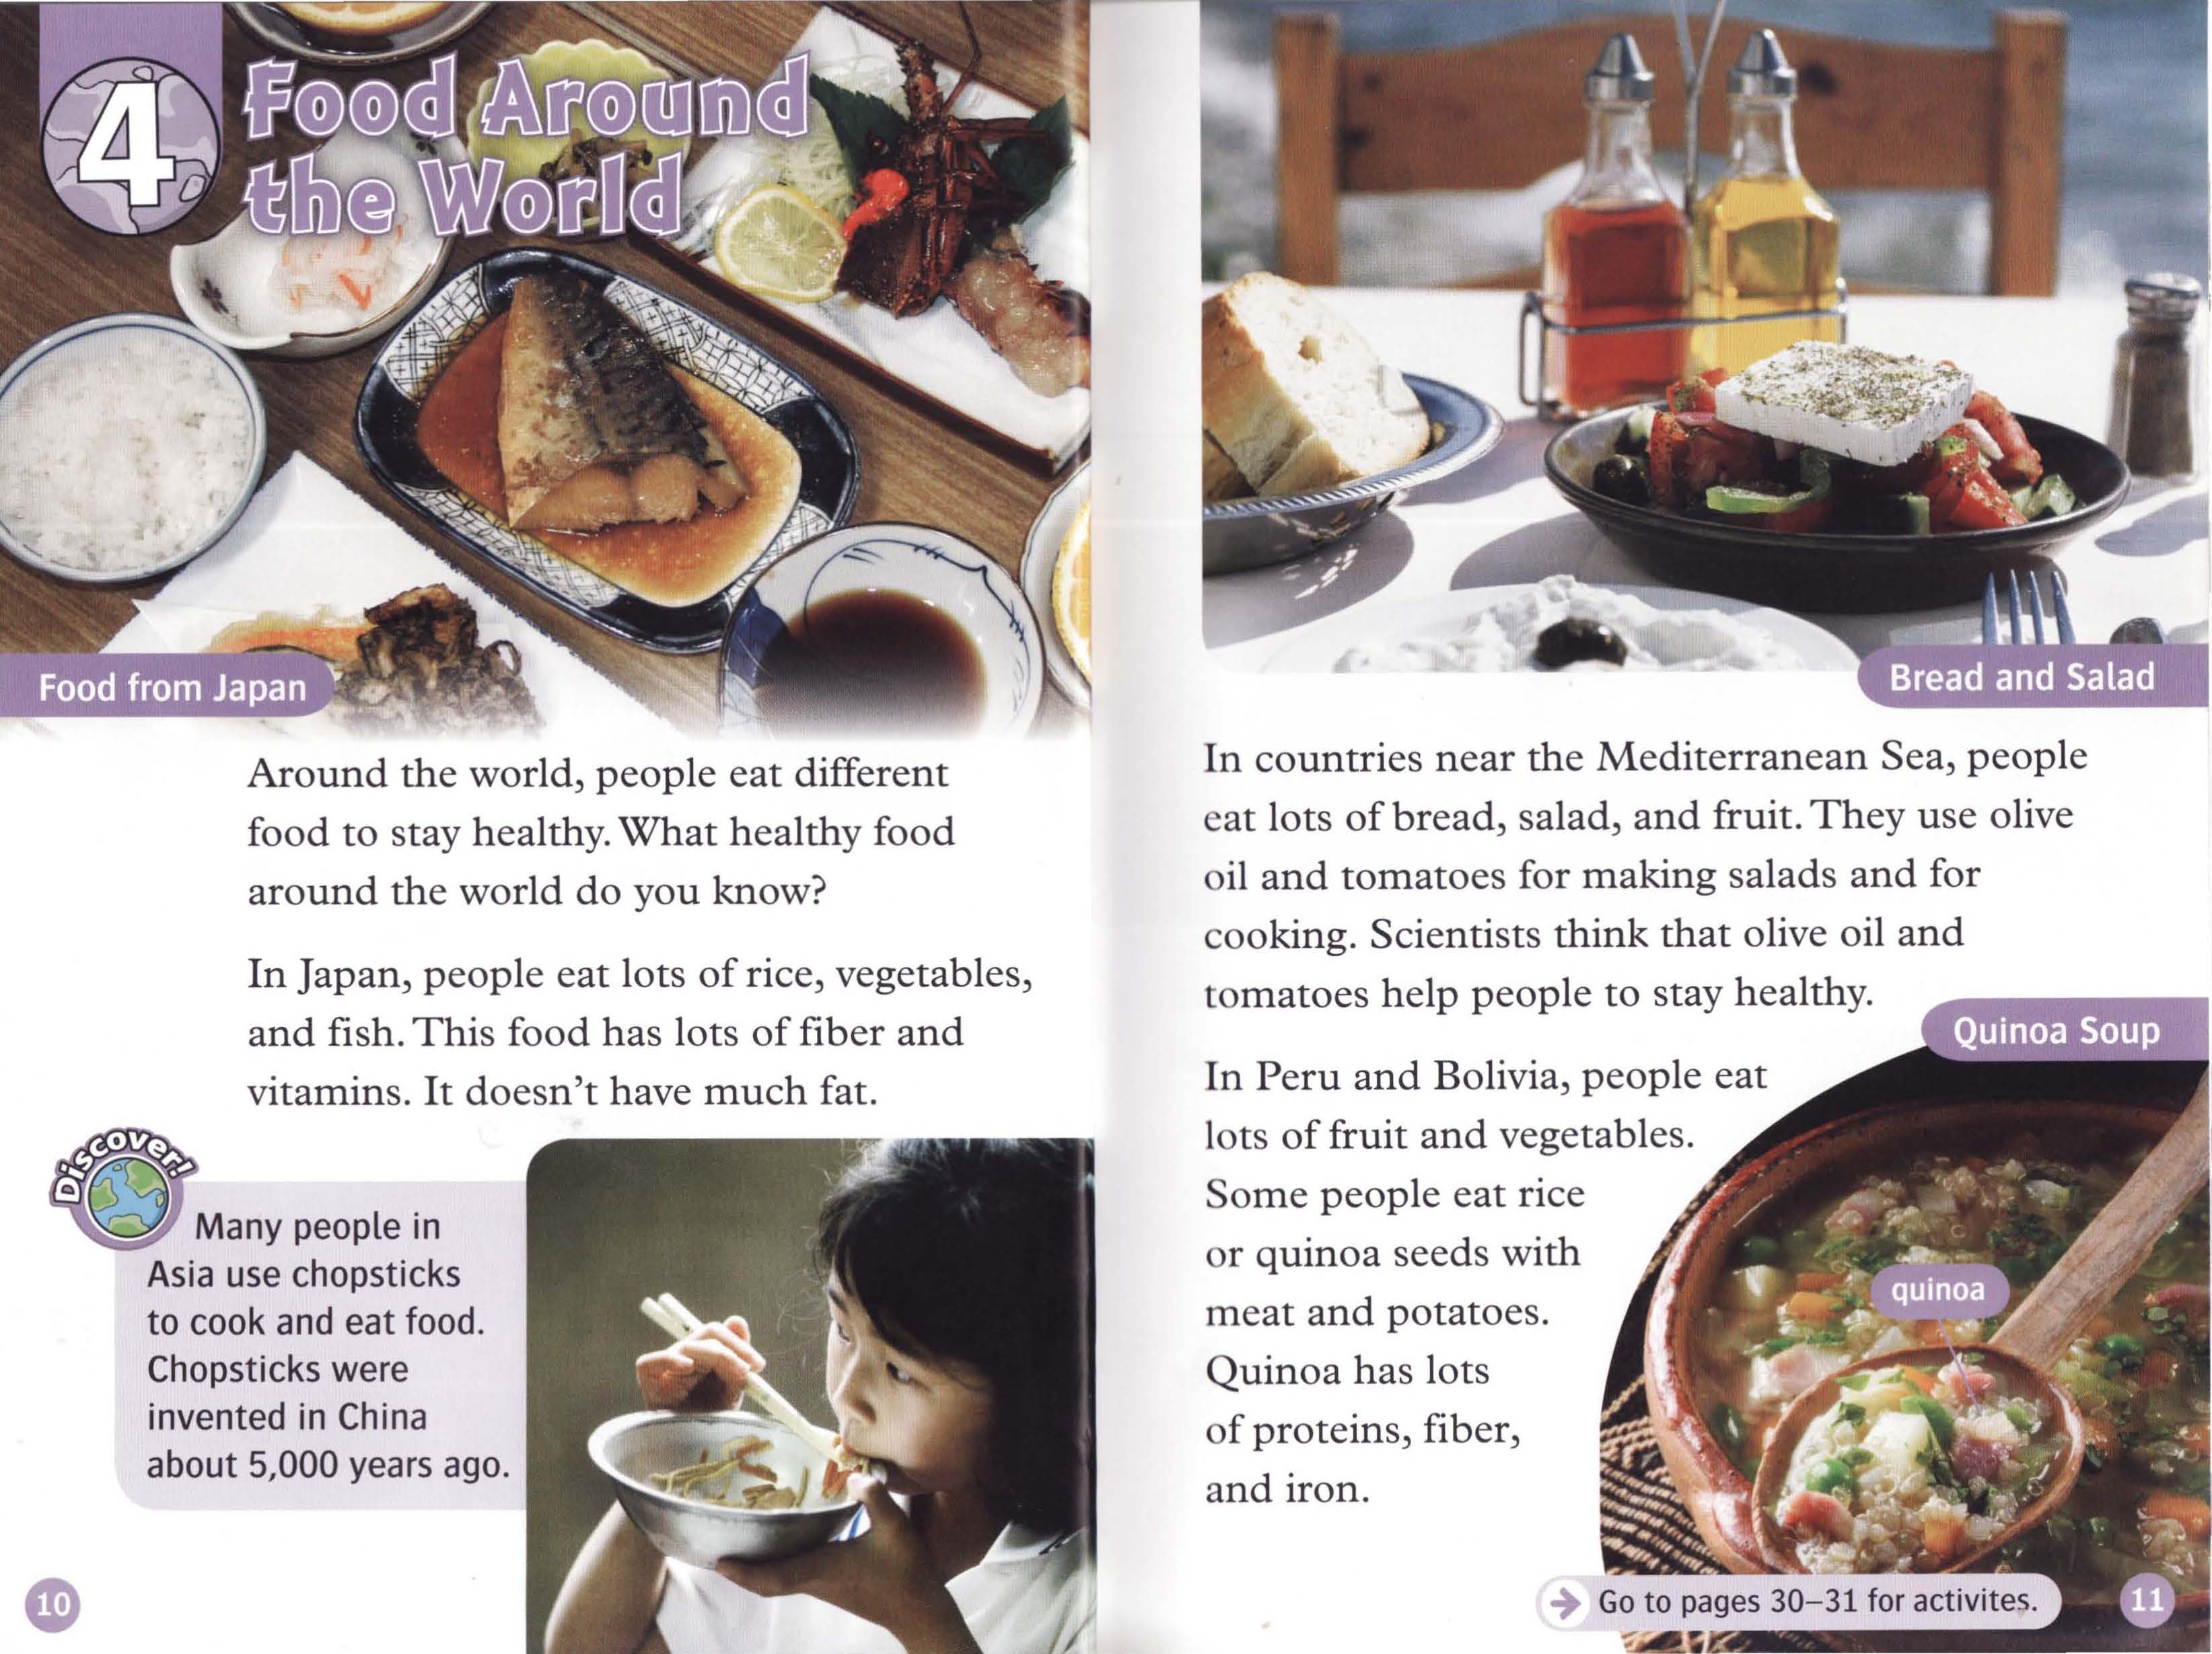 4
Food Around
the World
Food from Japan
Around the world, people eat different
food to stay healthy. What healthy food
around the world do you know?
In Japan, people eat lots of rice, vegetables,
and fish. This food has lots of fiber and
vitamins. It doesn't have much fat.
Discover!
Many people in
Asia use chopsticks
to cook and eat food.
Chopsticks were
invented in China
about 5,000 years ago.
10
Bread and Salad
In countries near the Mediterranean Sea, people
eat lots of bread, salad, and fruit. They use olive
oil and tomatoes for making salads and for
cooking. Scientists think that olive oil and
tomatoes help people to stay healthy.
Quinoa Soup
In Peru and Bolivia, people eat
lots of fruit and vegetables.
Some people eat rice
or quinoa seeds with
meat and potatoes.
Quinoa has lots
of proteins, fiber,
and iron.
quinoa
Go to pages 30–31 for activites.
11